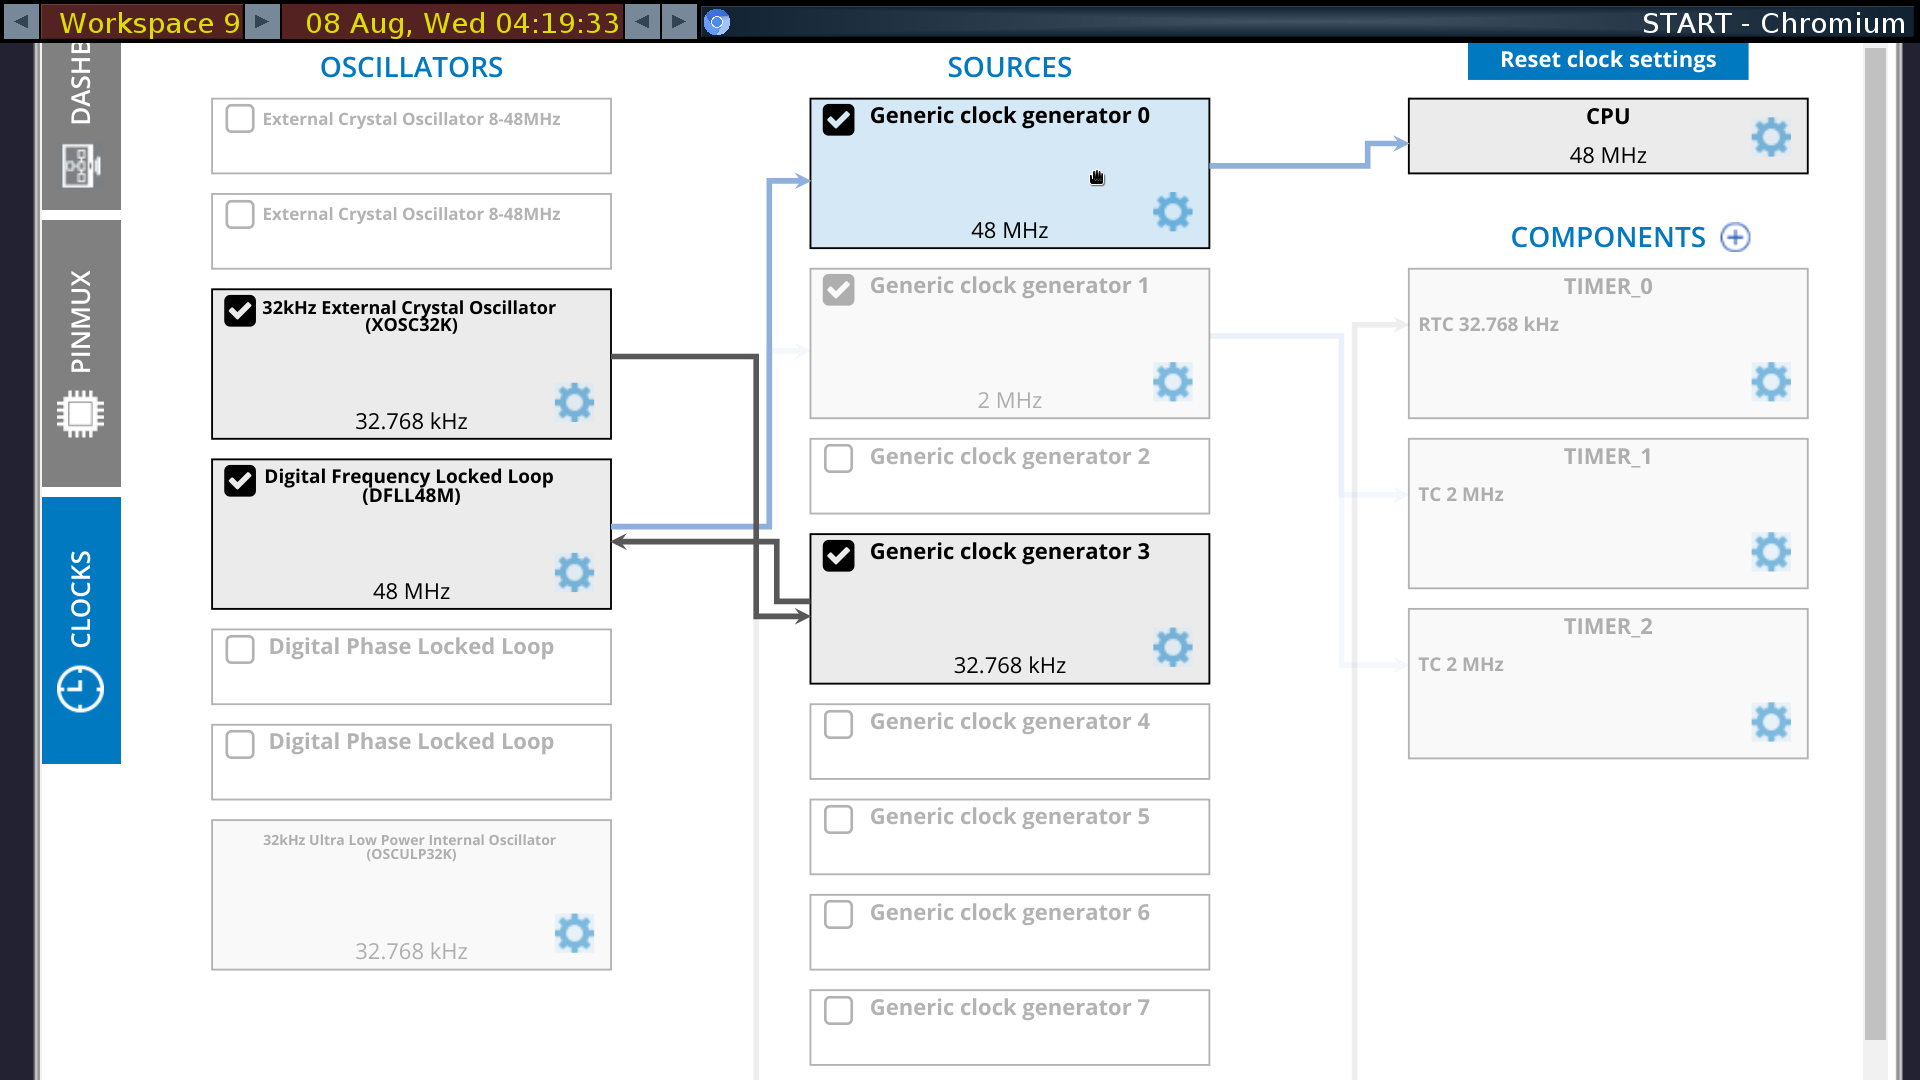 Workspace 9
08 Aug, Wed 04:19:33
START - Chromium
DASHB
PINMUX
CLOCKS
OSCILLATORS
External Crystal Oscillator 8-48MHz
External Crystal Oscillator 8-48MHz
32kHz External Crystal Oscillator
(XOSC32K)
32.768 kHz
Digital Frequency Locked Loop
(DFLL48M)
48 MHz
Digital Phase Locked Loop
Digital Phase Locked Loop
32kHz Ultra Low Power Internal Oscillator
(OSCULP32K)
32.768 kHz
SOURCES
Generic clock generator 0
48 MHz
Generic clock generator 1
2 MHz
Generic clock generator 2
Generic clock generator 3
32.768 kHz
Generic clock generator 4
Generic clock generator 5
Generic clock generator 6
Generic clock generator 7
Reset clock settings
CPU
48 MHz
COMPONENTS
TIMER_0
RTC 32.768 kHz
TIMER_1
TC 2 MHz
TIMER_2
TC 2 MHz